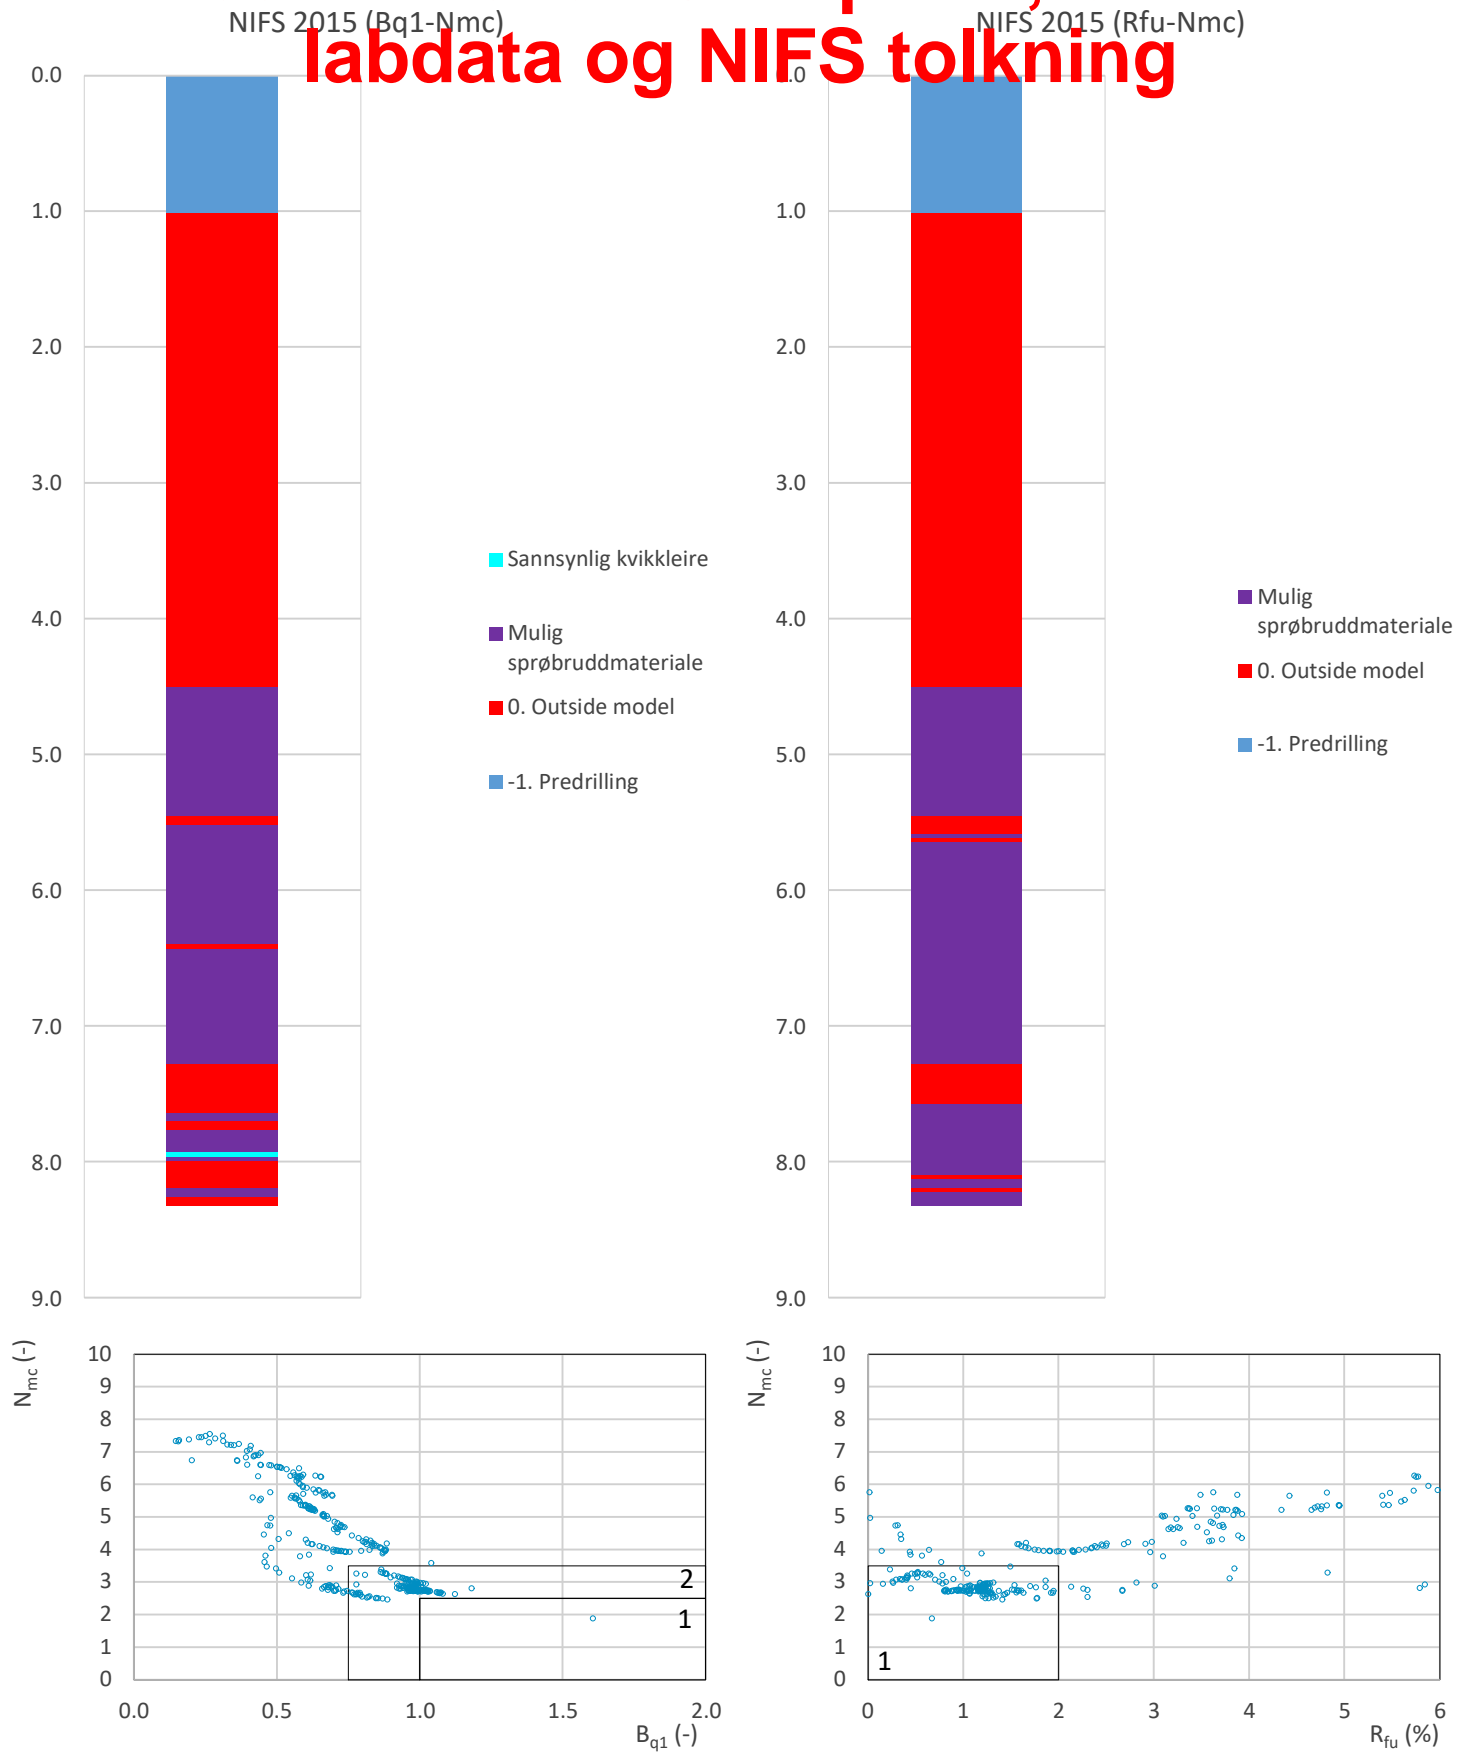 NIFS 2015 (Bq1-Nmc)
NIFS 2015 (Rfu-Nmc)
labdata og NIFS tolkning
0.0
1.0
2.0
3.0
4.0
5.0
6.0
7.0
8.0
9.0
Sannsynlig kvikkleire
Mulig
sprøbruddmateriale
0. Outside model
-1. Predrilling
1.0
2.0
3.0
4.0
5.0
6.0
7.0
8.0
9.0
Mulig
sprøbruddmateriale
0. Outside model
-1. Predrilling
Nmc (-)
10
9
8
7
6
5
4
3
2
1
0
2
1
0.0 0.5 1.0 1.5 2.0
Bq1 (-)
Nmc (-)
10
9
8
7
6
5
4
3
2
1
0
1
0 1 2 3 4 5 6
Rfu (%)